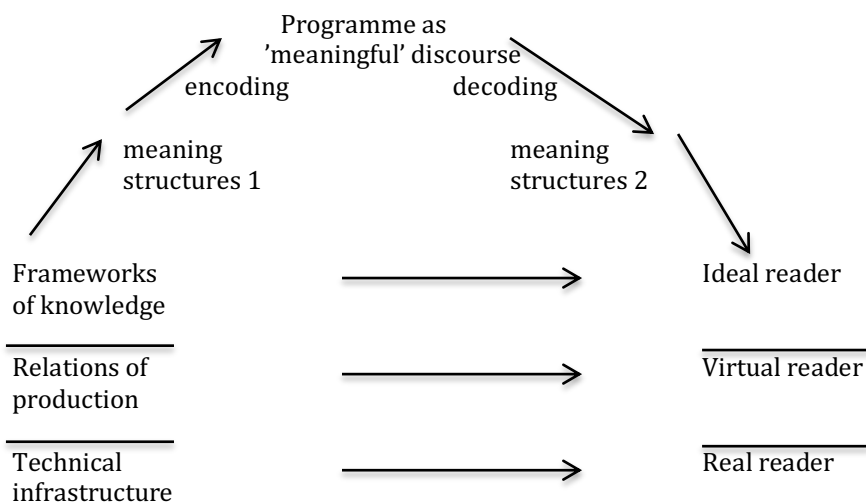 Programme as
’meaningful’ discourse
encoding
decoding
meaning
structures 1
meaning
structures 2
Frameworks
of knowledge
Ideal reader
Relations of
production
Virtual reader
Technical
infrastructure
Real reader